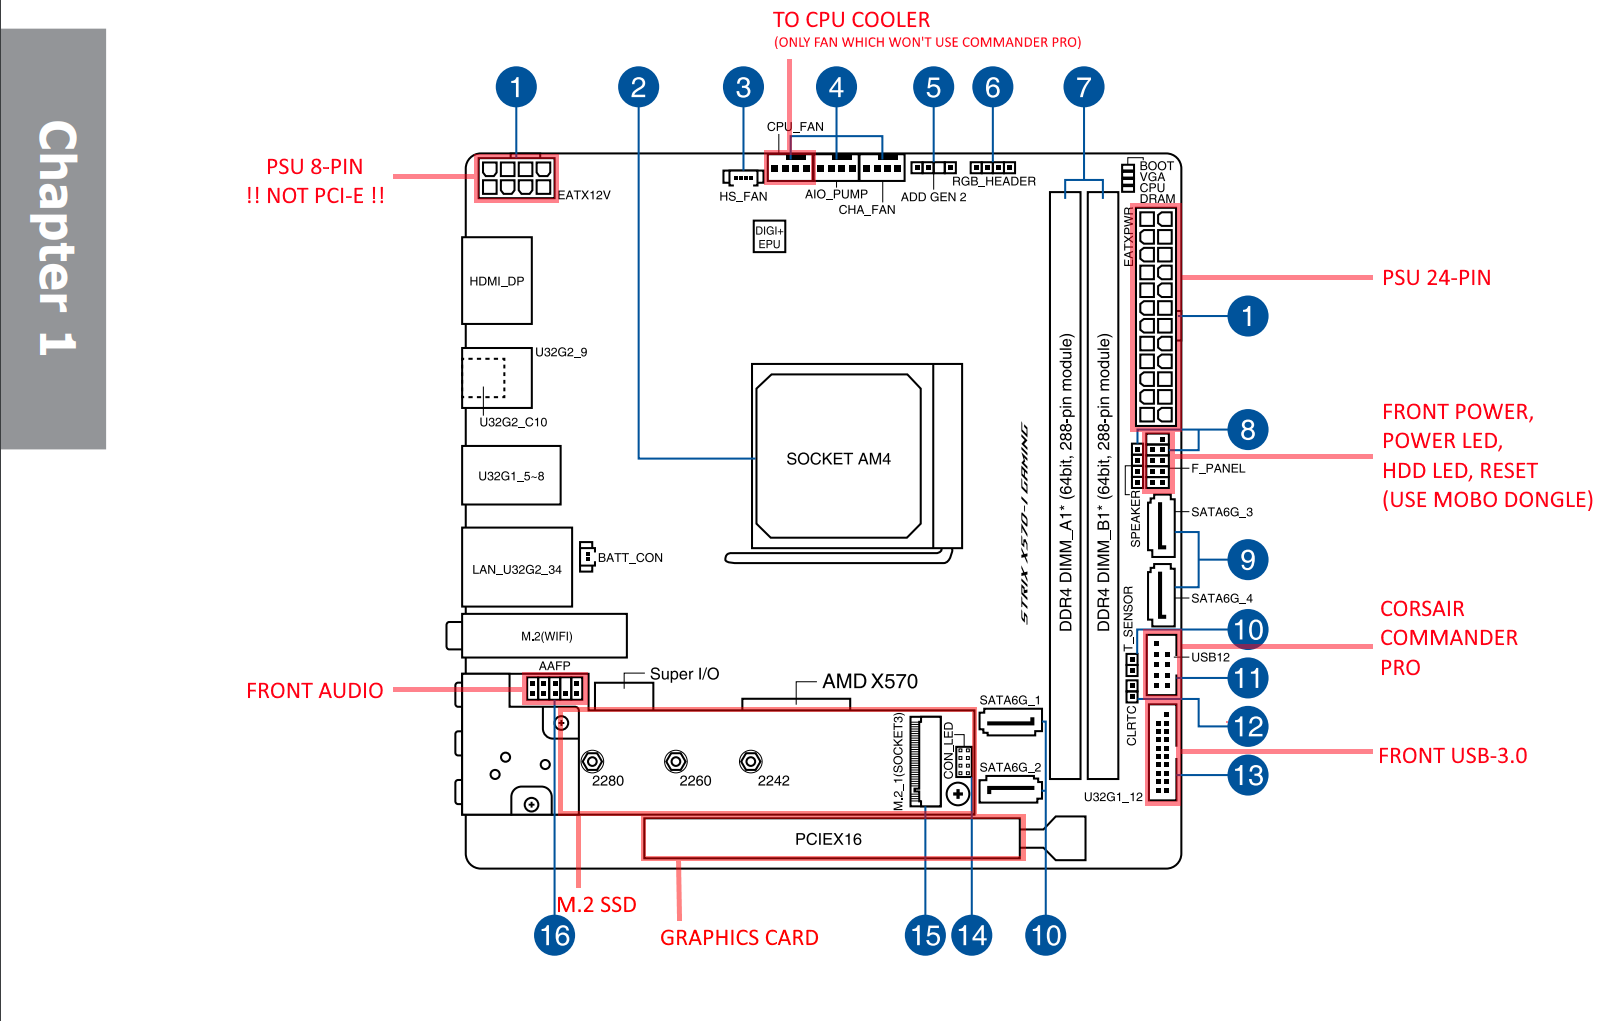 TO CPU COOLER
(ONLY FAN WHICH WON'T USE COMMANDER PRO)
1
2
3
4
5
6
7
Chapter 1
CPU_FAN
PSU 8-PIN
!! NOT PCI-E !!
EATX12V
HS_FAN
AIO_PUMP
CHA_FAN
ADD GEN 2
RGB_HEADER
BOOT
VGA
CPU
DRAM
DIGI+
EPU
EATXPWR
PSU 24-PIN
1
HDMI_DP
U32G2_9
U32G2_C10
U32G1_5~8
SOCKET AM4
STRIX X570-I GAMING
DDR4 DIMM_A1* (64bit, 288-pin module)
DDR4 DIMM_B1* (64bit, 288-pin module)
8
FRONT POWER,
POWER LED,
HDD LED, RESET
(USE MOBO DONGLE)
F_PANEL
SPEAKER
SATA6G_3
9
SATA6G_4
LAN_U32G2_34
BATT_CON
M.2(WIFI)
T_SENSOR
10
CORSAIR
COMMANDER
PRO
USB12
11
AAFP
FRONT AUDIO
Super I/O
AMD X570
SATA6G_1
SATA6G_2
M.2_1(SOCKET3)
CON_LED
CLRTC
12
FRONT USB-3.0
13
U32G1_12
2280
2260
2242
PCIEX16
M.2 SSD
GRAPHICS CARD
16
15
14
10